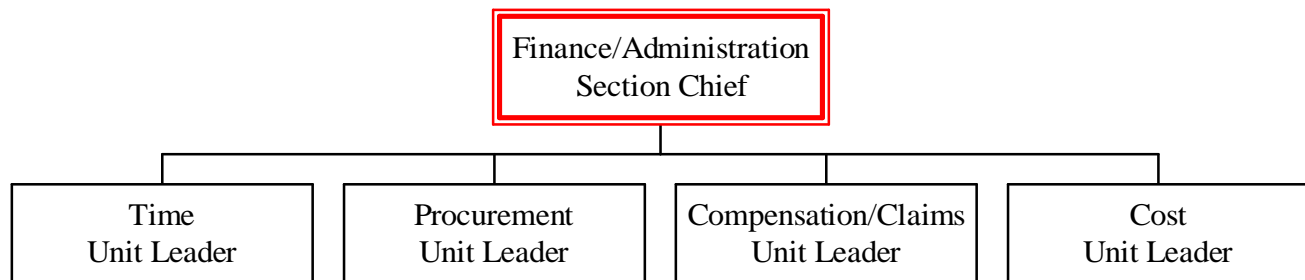 Finance/Administration
Section Chief
Time
Unit Leader
Procurement
Unit Leader
Compensation/Claims
Unit Leader
Cost
Unit Leader